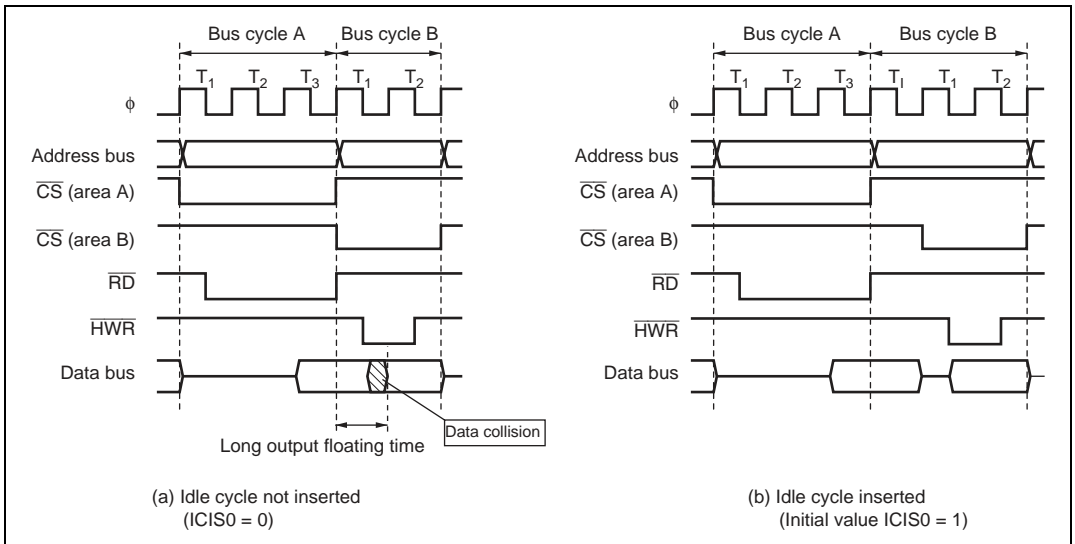 Bus cycle A Bus cycle B
T1 T2 T3 T1 T2
ϕ
Address bus
CS (area A)
CS (area B)
RD
HWR
Data bus
Data collision
Long output floating time
(a) Idle cycle not inserted
(ICIS0 = 0)
Bus cycle A Bus cycle B
T1 T2 T3 TI T1 T2
ϕ
Address bus
CS (area A)
CS (area B)
RD
HWR
Data bus
(b) Idle cycle inserted
(Initial value ICIS0 = 1)